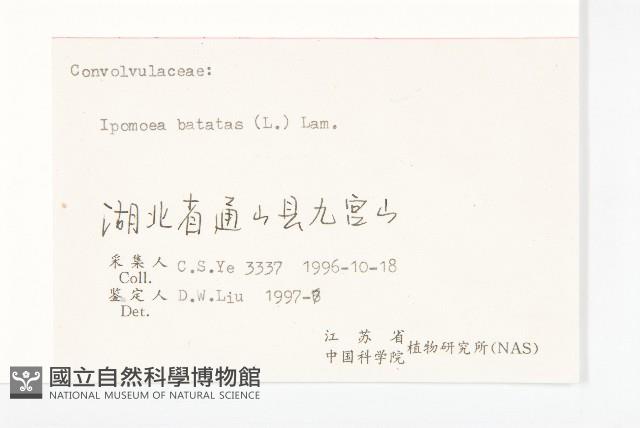 Convolvulaceae:
Ipomoea batatas (L.) Lam.
湖北省通山县九宫山
采集人 C.S.Ye 3337 1996-10-18
Coll.
鉴定人 D.W.Liu 1997-8
Det.
江苏省
中国科学院植物研究所(NAS)
國立自然科學博物館
NATIONAL MUSEUM OF NATURAL SCIENCE